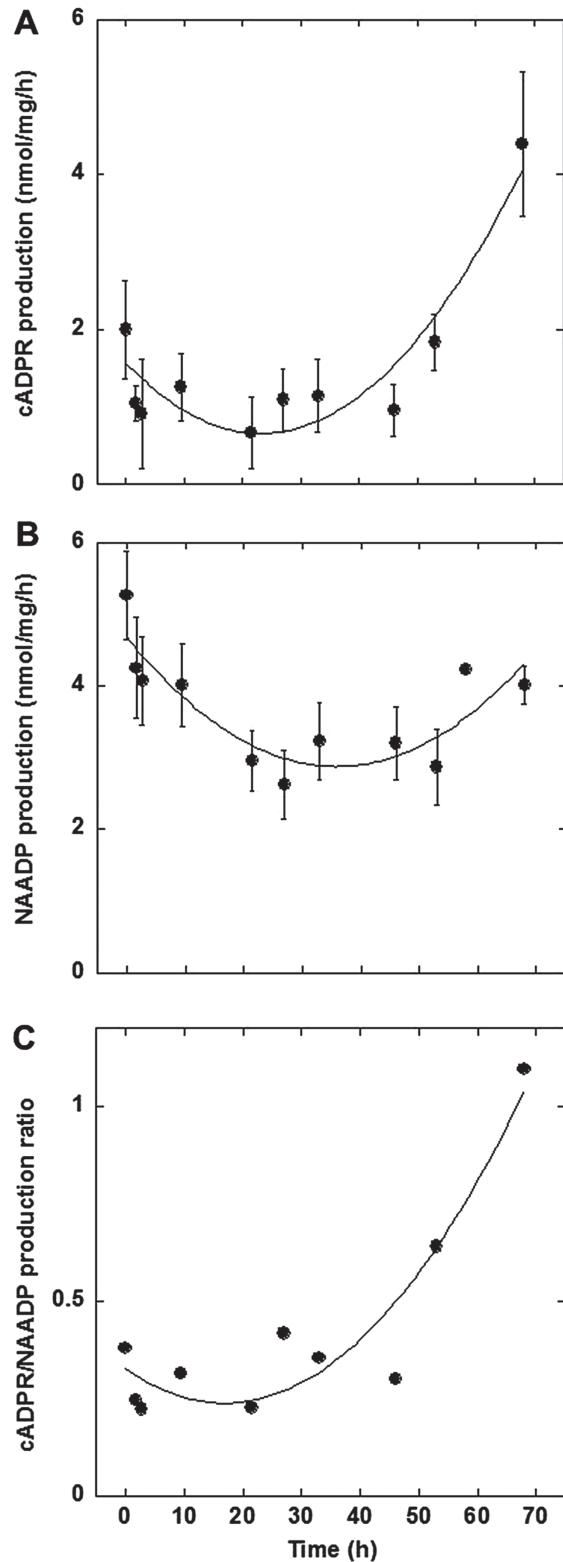 A
cADPR production (nmol/mg/h)
6
4
2
0
B
NAADP production (nmol/mg/h)
6
4
2
0
C
cADPR/NAADP production ratio
1
0.5
0
0 10 20 30 40 50 60 70
Time (h)